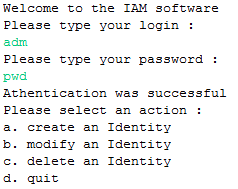 Welcome to the IAM software
Please type your login :
adm
Please type your password :
pwd
Athentication was successful
Please select an action :
a. create an Identity
b. modify an Identity
c. delete an Identity
d. quit